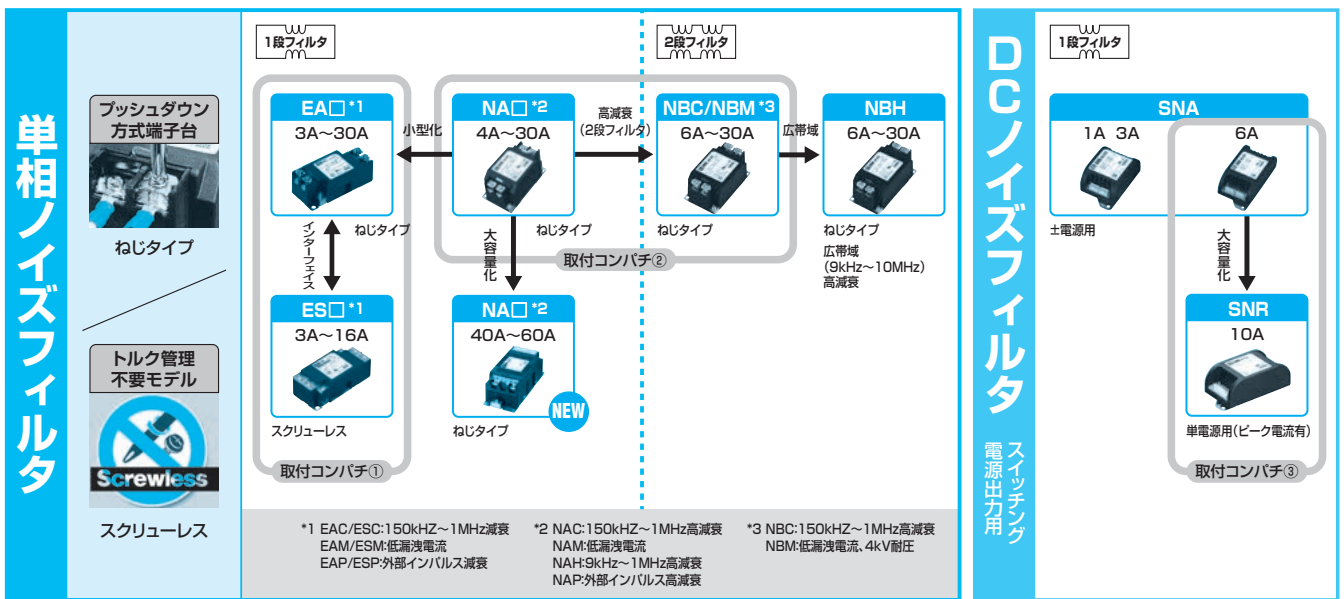 単相ノイズフィルタ
プッシュダウン
方式端子台
ねじタイプ
トルク管理
不要モデル
Screwless
スクリューレス
1段フィルタ
2段フィルタ
EA□ *1
3A～30A
ねじタイプ
小型化
NA□ *2
4A～30A
ねじタイプ
高減衰
(2段フィルタ)
NBC/NBM *3
6A～30A
ねじタイプ
広帯域
NBH
6A～30A
ねじタイプ
広帯域
(9kHz～10MHz)
高減衰
インターフェイス
大容量化
取付コンパチ②
ES□ *1
3A～16A
スクリューレス
取付コンパチ①
NA□ *2
40A～60A
NEW
ねじタイプ
*1 EAC/ESC:150kHZ～1MHz減衰
EAM/ESM:低漏洩電流
EAP/ESP:外部インパルス減衰
*2 NAC:150kHZ～1MHz高減衰
NAM:低漏洩電流
NAH:9kHz～1MHz高減衰
NAP:外部インパルス高減衰
*3 NBC:150kHZ～1MHz高減衰
NBM:低漏洩電流、4kV耐圧
DCノイズフィルタ
スイッチング
電源出力用
1段フィルタ
SNA
1A 3A
6A
±電源用
大容量化
SNR
10A
単電源用(ピーク電流有)
取付コンパチ③